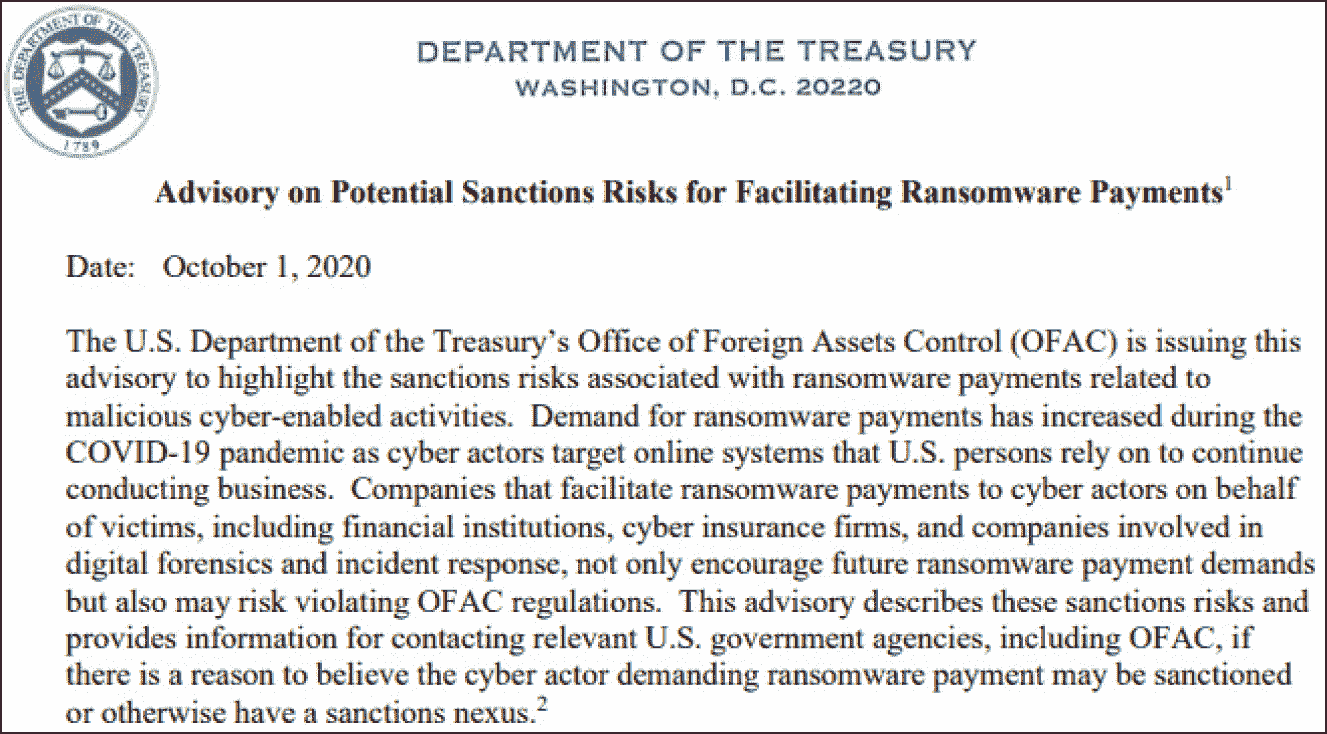 THE DEPARTMENT OF THE TREASURY
1789
DEPARTMENT OF THE TREASURY
WASHINGTON, D.C. 20220
Advisory on Potential Sanctions Risks for Facilitating Ransomware Payments¹
Date: October 1, 2020
The U.S. Department of the Treasury’s Office of Foreign Assets Control (OFAC) is issuing this
advisory to highlight the sanctions risks associated with ransomware payments related to
malicious cyber-enabled activities. Demand for ransomware payments has increased during the
COVID-19 pandemic as cyber actors target online systems that U.S. persons rely on to continue
conducting business. Companies that facilitate ransomware payments to cyber actors on behalf
of victims, including financial institutions, cyber insurance firms, and companies involved in
digital forensics and incident response, not only encourage future ransomware payment demands
but also may risk violating OFAC regulations. This advisory describes these sanctions risks and
provides information for contacting relevant U.S. government agencies, including OFAC, if
there is a reason to believe the cyber actor demanding ransomware payment may be sanctioned
or otherwise have a sanctions nexus.²